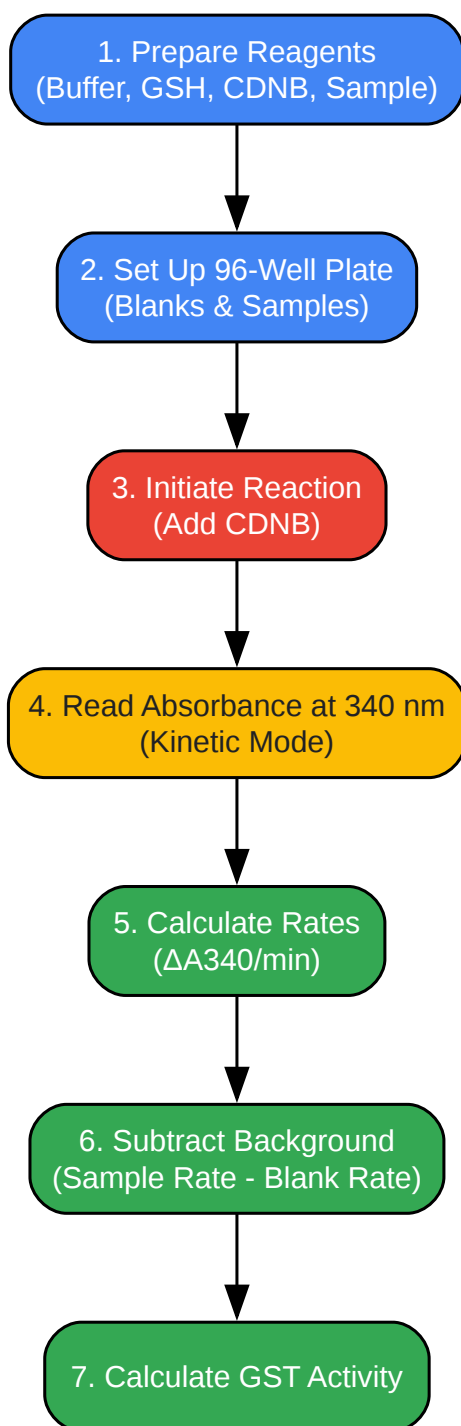 1. Prepare Reagents
(Buffer, GSH, CDNB, Sample)
2. Set Up 96-Well Plate
(Blanks & Samples)
3. Initiate Reaction
(Add CDNB)
4. Read Absorbance at 340 nm
(Kinetic Mode)
5. Calculate Rates
(ΔA340/min)
6. Subtract Background
(Sample Rate - Blank Rate)
7. Calculate GST Activity